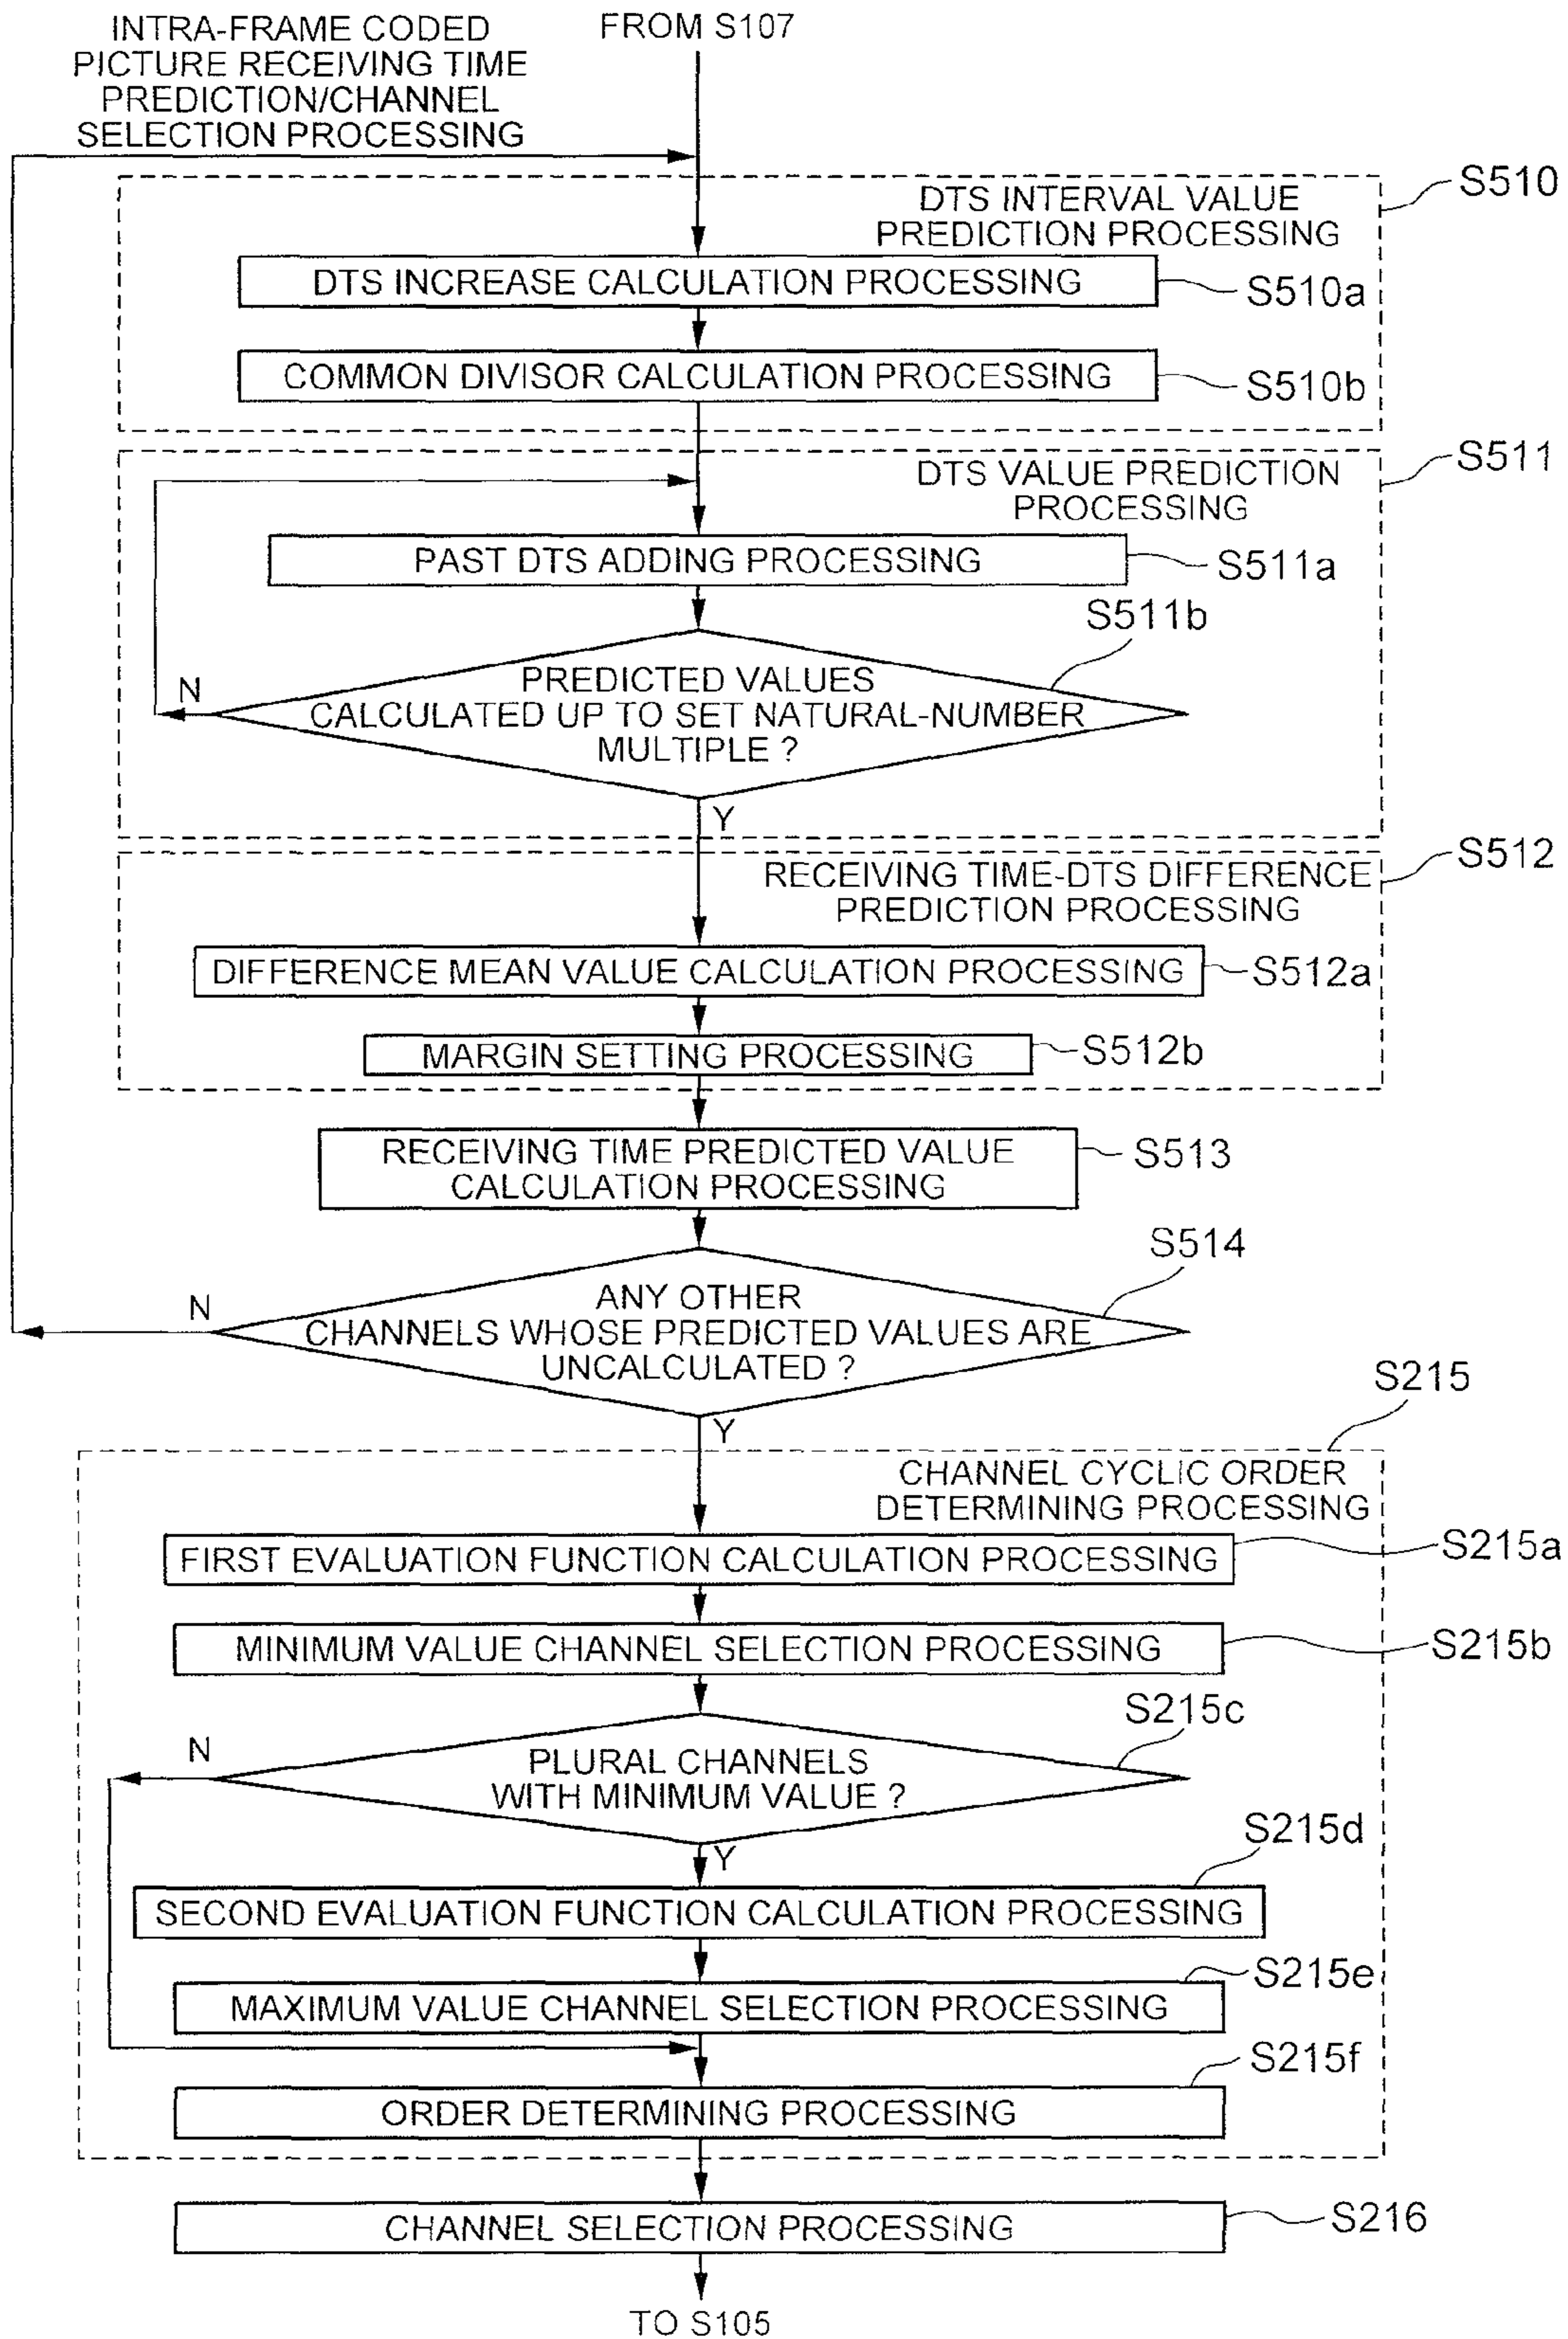 INTRA-FRAME CODED
PICTURE RECEIVING TIME
PREDICTION/CHANNEL
SELECTION PROCESSING
FROM S107
DTS INTERVAL VALUE
PREDICTION PROCESSING
S510
DTS INCREASE CALCULATION PROCESSING
S510a
COMMON DIVISOR CALCULATION PROCESSING
S510b
DTS VALUE PREDICTION
PROCESSING
S511
PAST DTS ADDING PROCESSING
S511a
S511b
PREDICTED VALUES
CALCULATED UP TO SET NATURAL-NUMBER
MULTIPLE ?
N
Y
RECEIVING TIME-DTS DIFFERENCE
PREDICTION PROCESSING
S512
DIFFERENCE MEAN VALUE CALCULATION PROCESSING
S512a
MARGIN SETTING PROCESSING
S512b
RECEIVING TIME PREDICTED VALUE
CALCULATION PROCESSING
S513
S514
ANY OTHER
CHANNELS WHOSE PREDICTED VALUES ARE
UNCALCULATED ?
N
Y
S215
CHANNEL CYCLIC ORDER
DETERMINING PROCESSING
FIRST EVALUATION FUNCTION CALCULATION PROCESSING
S215a
MINIMUM VALUE CHANNEL SELECTION PROCESSING
S215b
S215c
PLURAL CHANNELS
WITH MINIMUM VALUE ?
N
Y
S215d
SECOND EVALUATION FUNCTION CALCULATION PROCESSING
S215e
MAXIMUM VALUE CHANNEL SELECTION PROCESSING
S215f
ORDER DETERMINING PROCESSING
CHANNEL SELECTION PROCESSING
S216
TO S105